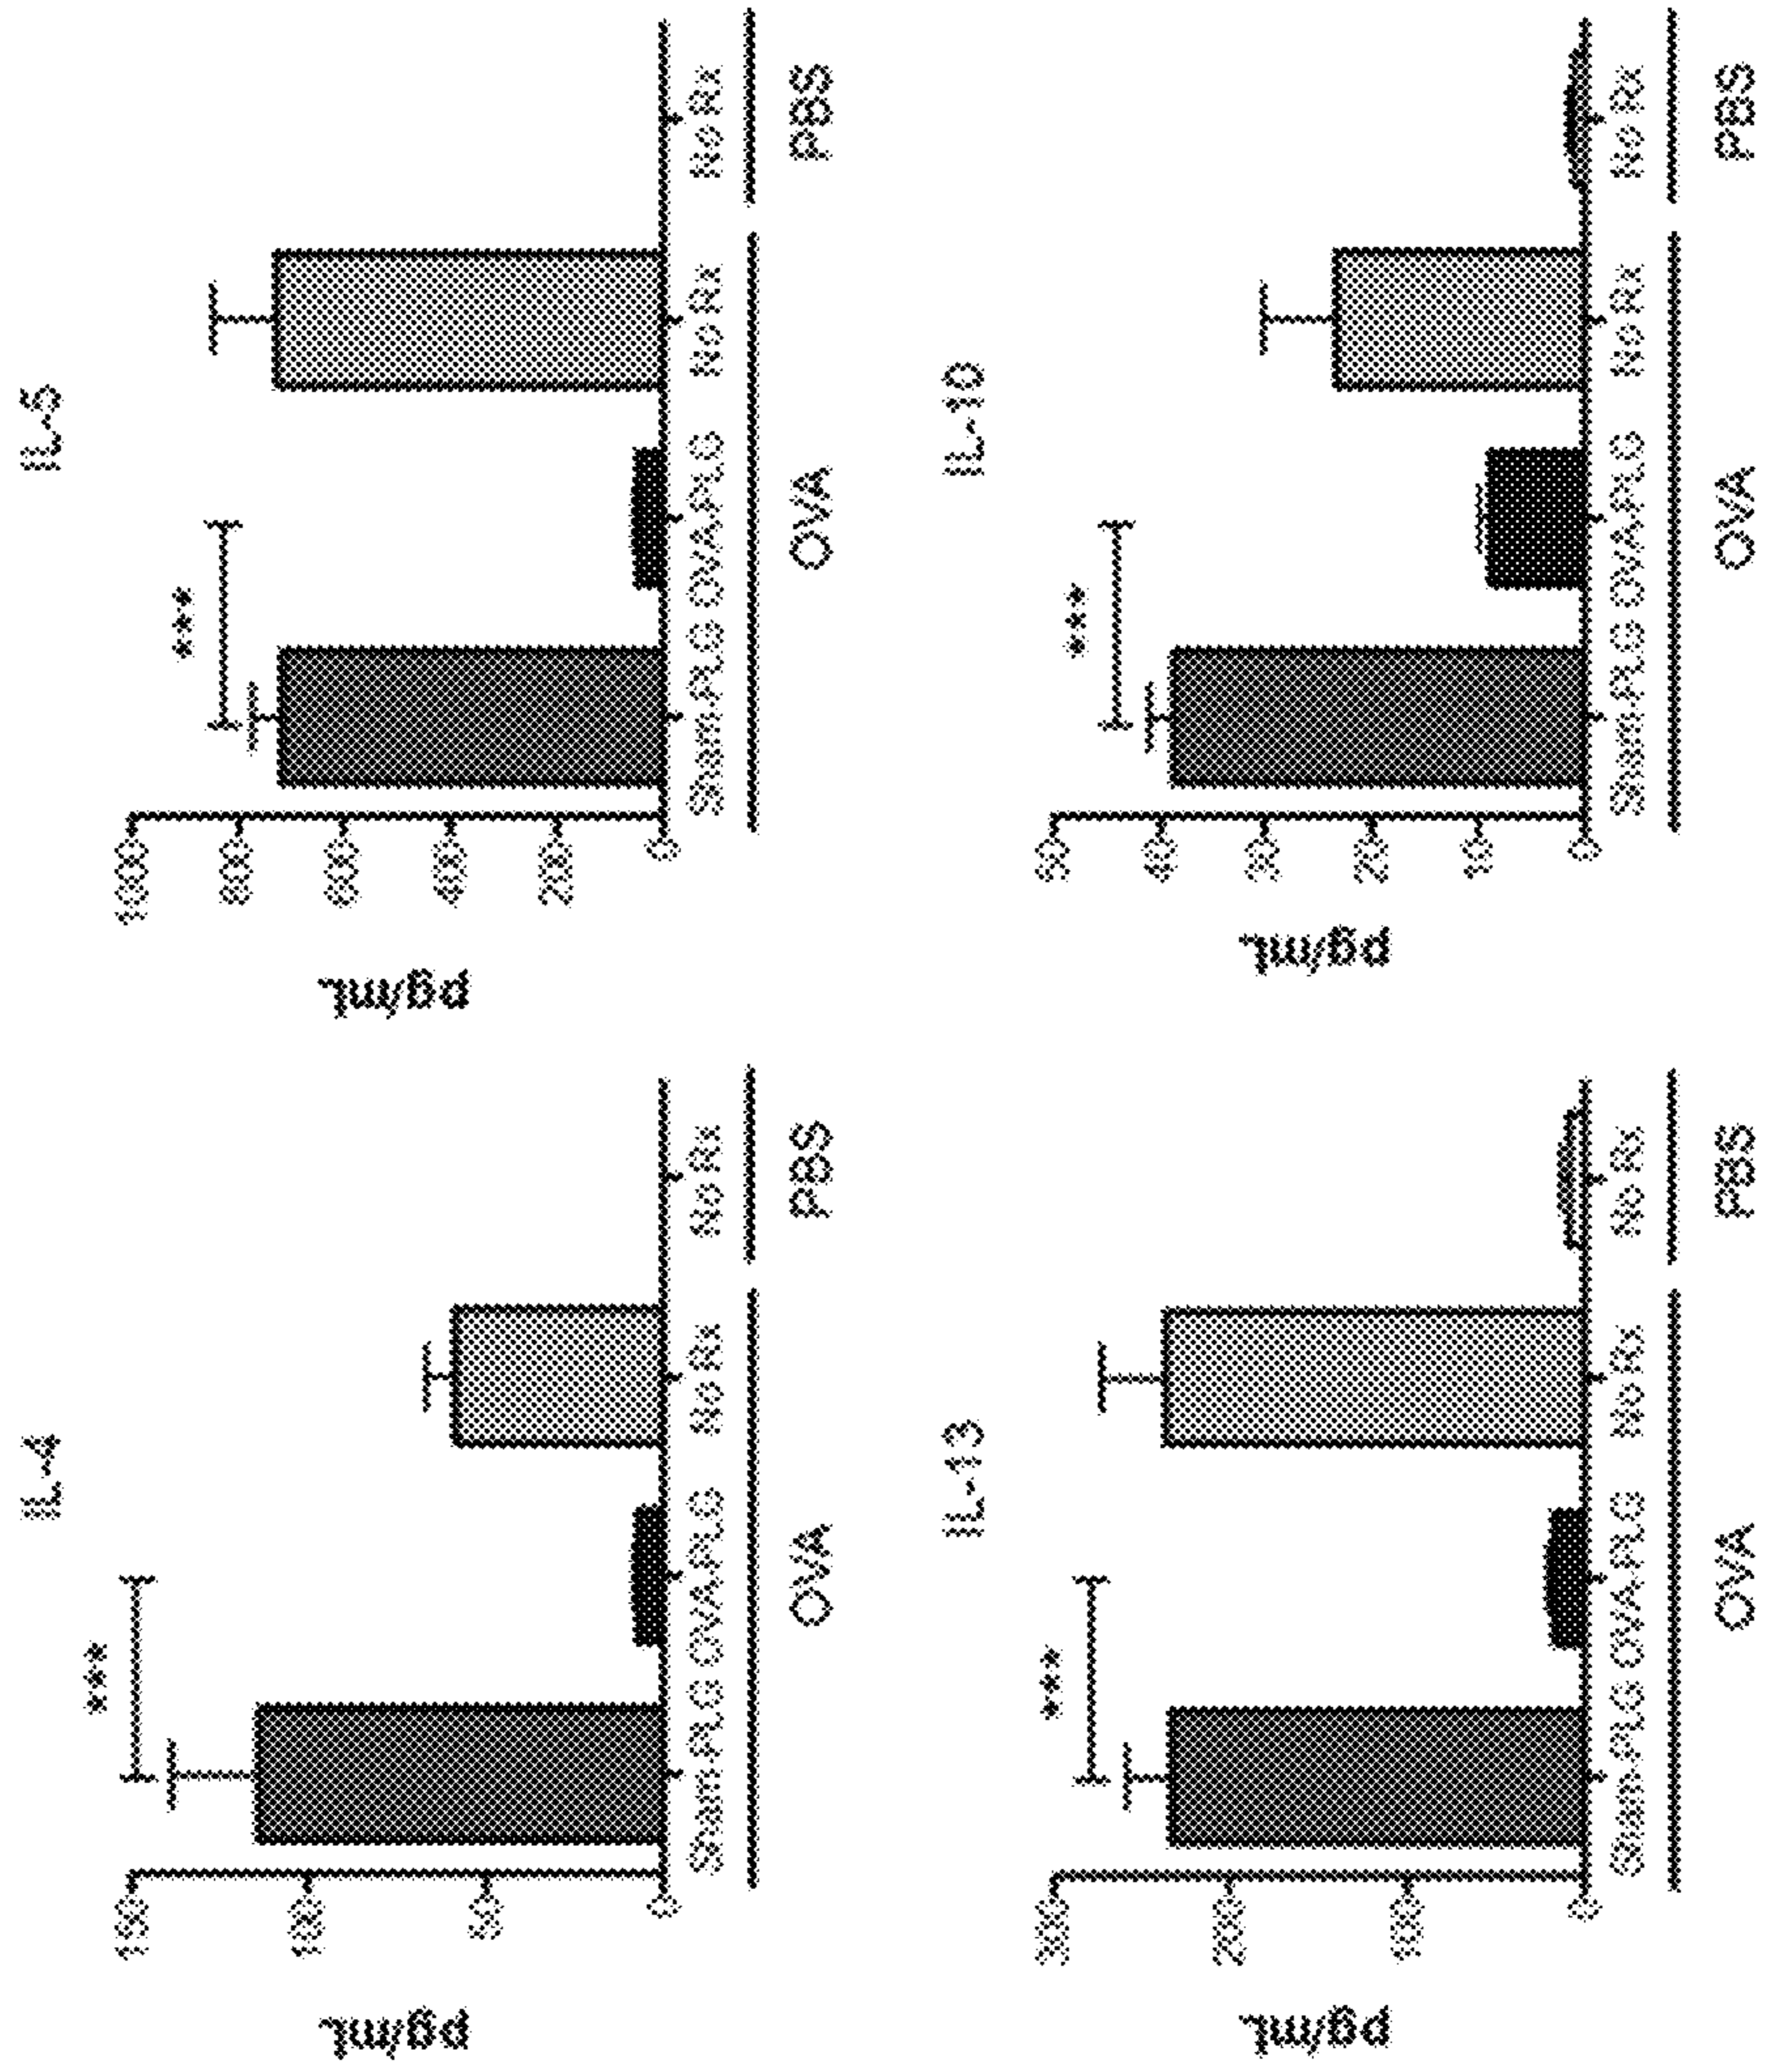 IL-4
***
150
100
50
0
pg/mL
Sham.PLG OVA.PLG No Rx No Rx
OVA PBS
IL-5
***
1000
800
600
400
200
0
pg/mL
Sham.PLG OVA.PLG No Rx No Rx
OVA PBS
IL-13
***
3000
2000
1000
0
pg/mL
Sham.PLG OVA.PLG No Rx No Rx
OVA PBS
IL-10
***
50
40
30
20
10
0
pg/mL
Sham.PLG OVA.PLG No Rx No Rx
OVA PBS